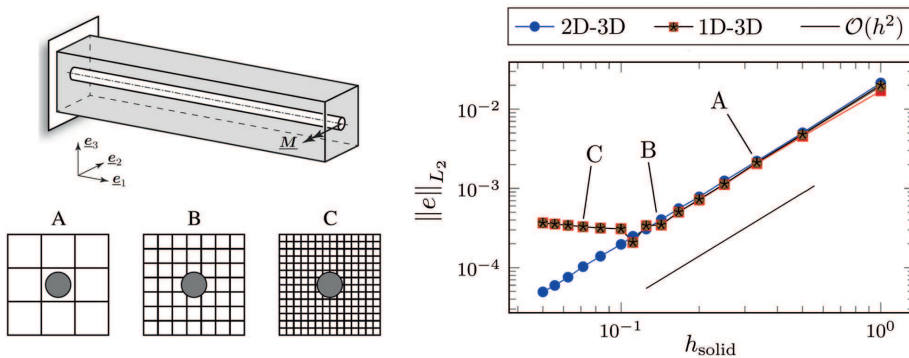 M
e3
e2
e1
A
B
C
2D-3D
1D-3D
O(h²)
‖e‖L2
10⁻²
10⁻³
10⁻⁴
A
B
C
10⁻¹
10⁰
hsolid